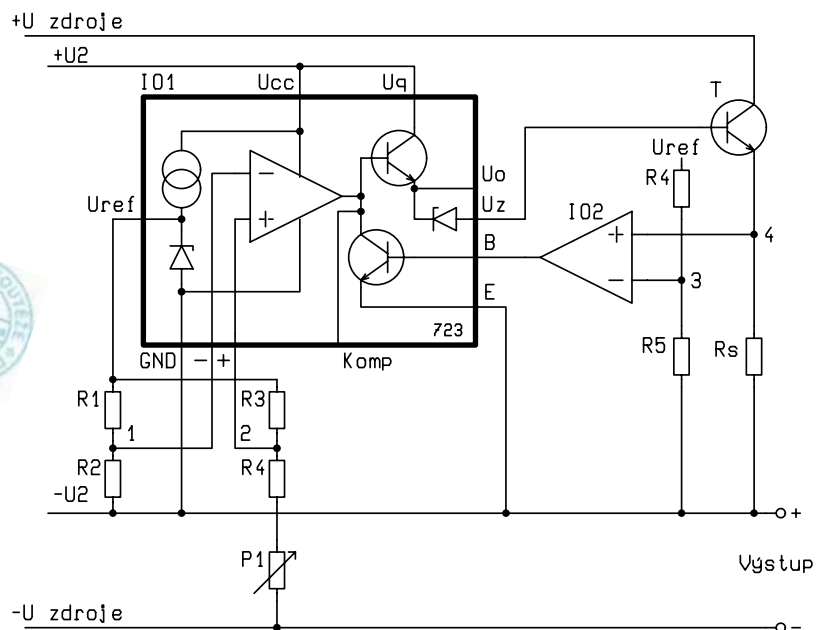 +U zdroje
+U2
IO1
Ucc
Uq
T
Uref
R4
Uo
Uref
Uz
IO2
+
4
B
−
3
E
723
R5
Rs
GND
− +
Komp
R1
R3
1
2
R2
R4
-U2
+
P1
Výstup
-U zdroje
−
−
+